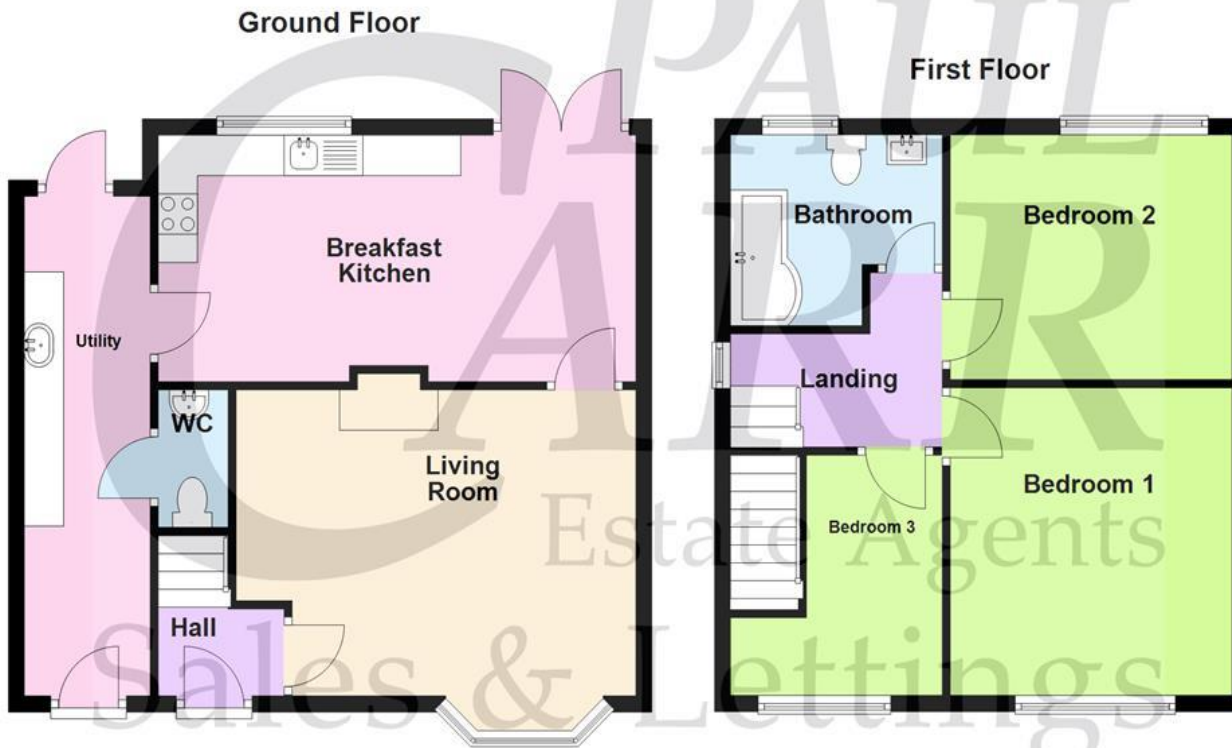 Ground Floor
First Floor
Breakfast
Kitchen
Utility
WC
Living
Room
Hall
Bathroom
Bedroom 2
Landing
Bedroom 1
Bedroom 3
PAUL
CARR
Estate Agents
Sales & Lettings